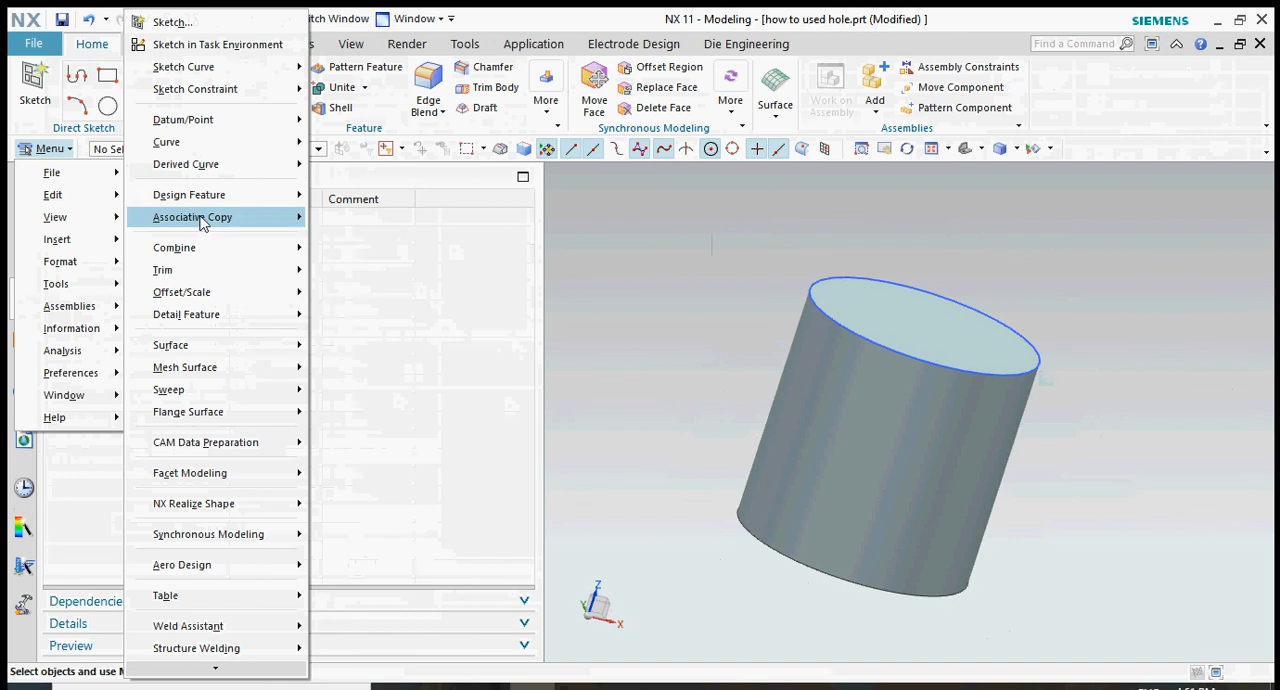 NX
itch Window
Window
NX 11 - Modeling - [how to used hole.prt (Modified) ]
SIEMENS
File
Home
View
Render
Tools
Application
Electrode Design
Die Engineering
Find a Command
Sketch
Direct Sketch
Pattern Feature
Unite
Shell
Edge
Blend
Chamfer
Trim Body
Draft
More
Feature
Move
Face
Offset Region
Replace Face
Delete Face
More
Synchronous Modeling
Surface
Work on
Assembly
Add
Assembly Constraints
Move Component
Pattern Component
Assemblies
Menu
No Sel
File
Edit
View
Insert
Format
Tools
Assemblies
Information
Analysis
Preferences
Window
Help
Sketch...
Sketch in Task Environment
Sketch Curve
Sketch Constraint
Datum/Point
Curve
Derived Curve
Design Feature
Associative Copy
Combine
Trim
Offset/Scale
Detail Feature
Surface
Mesh Surface
Sweep
Flange Surface
CAM Data Preparation
Facet Modeling
NX Realize Shape
Synchronous Modeling
Aero Design
Table
Weld Assistant
Structure Welding
Comment
Dependencie
Details
Preview
Z
Y
X
Select objects and use M